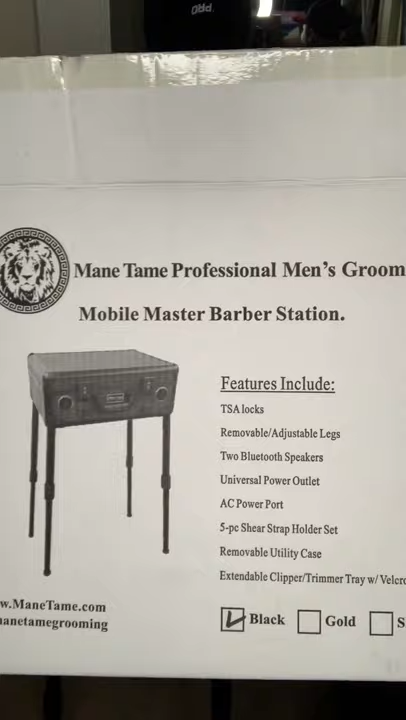 PRO
Mane Tame Professional Men's Groom
Mobile Master Barber Station.
Features Include:
TSA locks
Removable/Adjustable Legs
Two Bluetooth Speakers
Universal Power Outlet
AC Power Port
5-pc Shear Strap Holder Set
Removable Utility Case
Extendable Clipper/Trimmer Tray w/ Velcro
w.ManeTame.com
anetamegrooming
Black Gold S